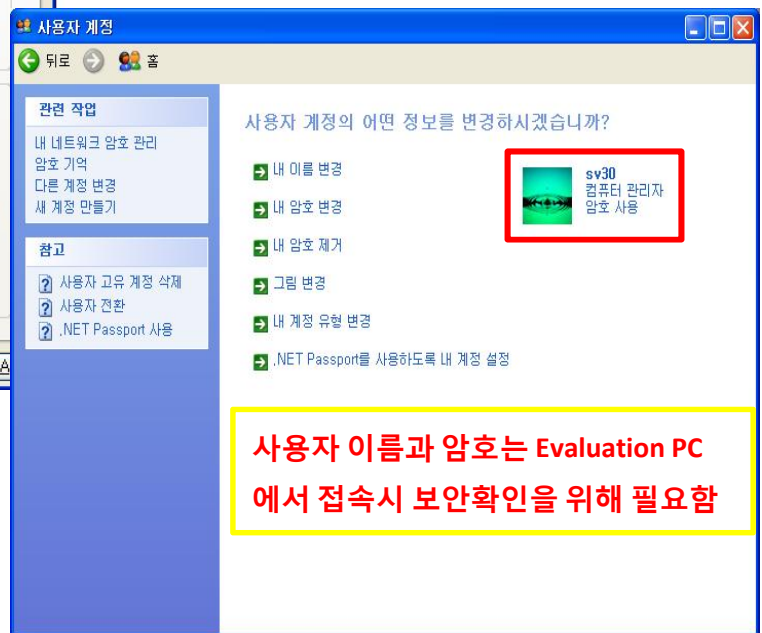 사용자 계정
뒤로 홈
관련 작업
내 네트워크 암호 관리
암호 기억
다른 계정 변경
새 계정 만들기
참고
사용자 고유 계정 삭제
사용자 전환
.NET Passport 사용
사용자 계정의 어떤 정보를 변경하시겠습니까?
내 이름 변경
내 암호 변경
내 암호 제거
그림 변경
내 계정 유형 변경
.NET Passport를 사용하도록 내 계정 설정
sv30
컴퓨터 관리자
암호 사용
사용자 이름과 암호는 Evaluation PC
에서 접속시 보안확인을 위해 필요함
A